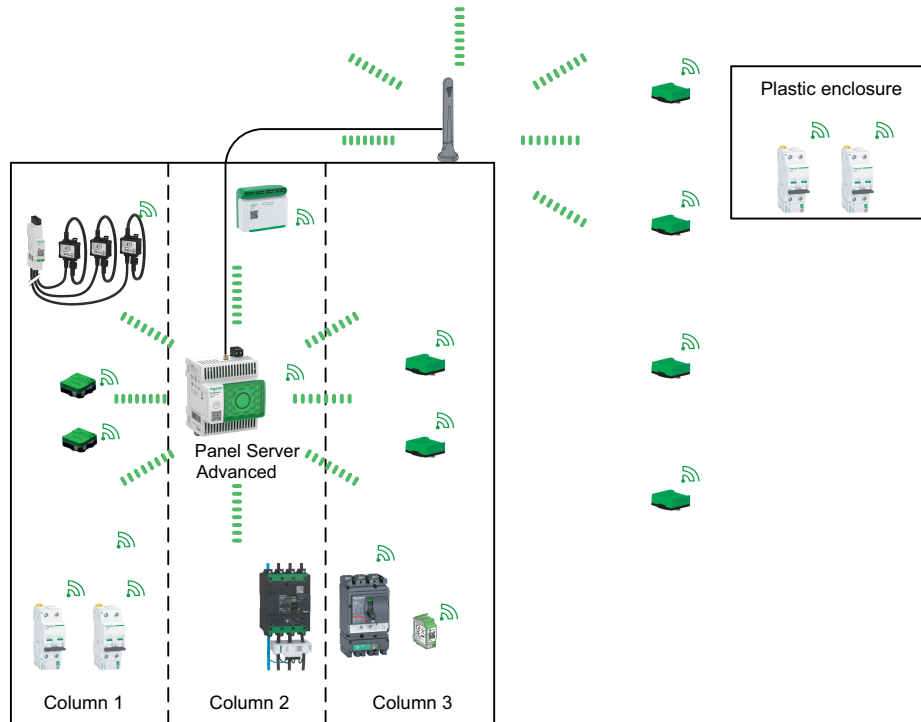 Plastic enclosure
Panel Server
Advanced
Column 1
Column 2
Column 3